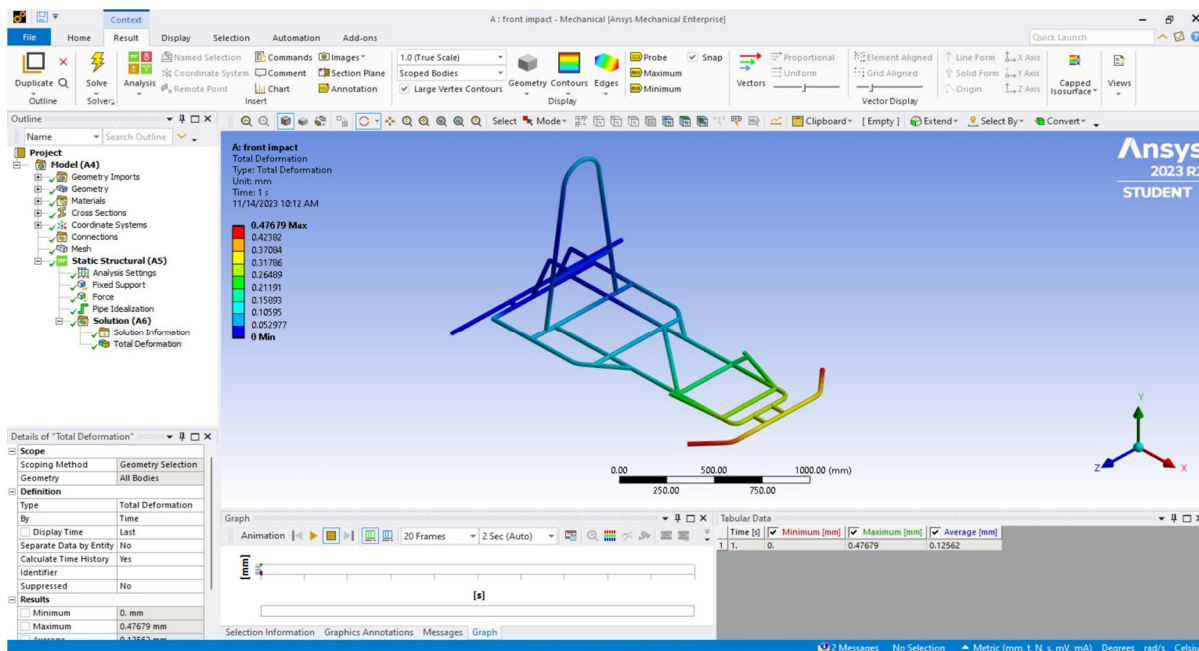 Context
A : front impact - Mechanical [Ansys Mechanical Enterprise]
File Home Result Display Selection Automation Add-ons
Quick Launch
Duplicate
Outline
Solve
Solver
Analysis
Named Selection
Coordinate System
Remote Point
Commands
Comment
Chart
Images
Section Plane
Annotation
Insert
1.0 (True Scale)
Scoped Bodies
Large Vertex Contours
Geometry Contours Edges
Display
Probe
Maximum
Minimum
Snap
Vectors
Proportional
Uniform
Element Aligned
Grid Aligned
Line Form
Solid Form
Origin
X Axis
Y Axis
Z Axis
Vector Display
Capped
Isosurface
Views
Outline
Name Search Outline
Select Mode Clipboard [ Empty ] Extend Select By Convert
Project
Model (A4)
Geometry Imports
Geometry
Materials
Cross Sections
Coordinate Systems
Connections
Mesh
Static Structural (A5)
Analysis Settings
Fixed Support
Force
Pipe Idealization
Solution (A6)
Solution Information
Total Deformation
A: front impact
Total Deformation
Type: Total Deformation
Unit: mm
Time: 1 s
11/14/2023 10:12 AM
0.47679 Max
0.42382
0.37084
0.31786
0.26489
0.21191
0.15893
0.10595
0.052977
0 Min
Ansys
2023 R
STUDENT
0.00 500.00 1000.00 (mm)
250.00 750.00
Y
Z
X
Details of "Total Deformation"
Scope
Scoping Method Geometry Selection
Geometry All Bodies
Definition
Type Total Deformation
By Time
Display Time Last
Separate Data by Entity No
Calculate Time History Yes
Identifier
Suppressed No
Results
Minimum 0. mm
Maximum 0.47679 mm
Average 0.12562 mm
Graph
Animation 20 Frames 2 Sec (Auto)
[mm]
[s]
Selection Information Graphics Annotations Messages Graph
Tabular Data
Time [s] Minimum [mm] Maximum [mm] Average [mm]
1 1. 0. 0.47679 0.12562
2 Messages No Selection Metric (mm, t, N, s, mV, mA) Degrees rad/s Celsiu